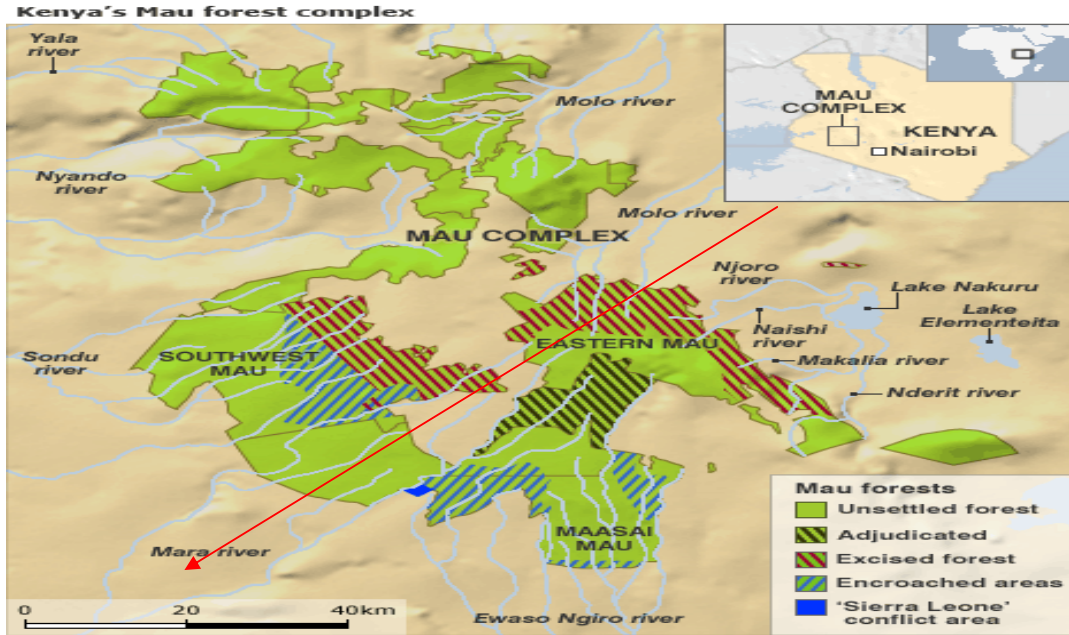 Kenya's Mau forest complex
Yala
river
Molo river
MAU
COMPLEX
KENYA
Nairobi
Nyando
river
Molo river
MAU COMPLEX
Njoro
river
Lake Nakuru
Lake
Elementeita
Naishi
river
EASTERN MAU
Sondu
river
SOUTHWEST
MAU
Makalia river
Nderit river
Mau forests
Unsettled forest
Adjudicated
Excised forest
Encroached areas
'Sierra Leone'
conflict area
MAASAI
MAU
Mara river
0 20 40km
Ewaso Ngiro river